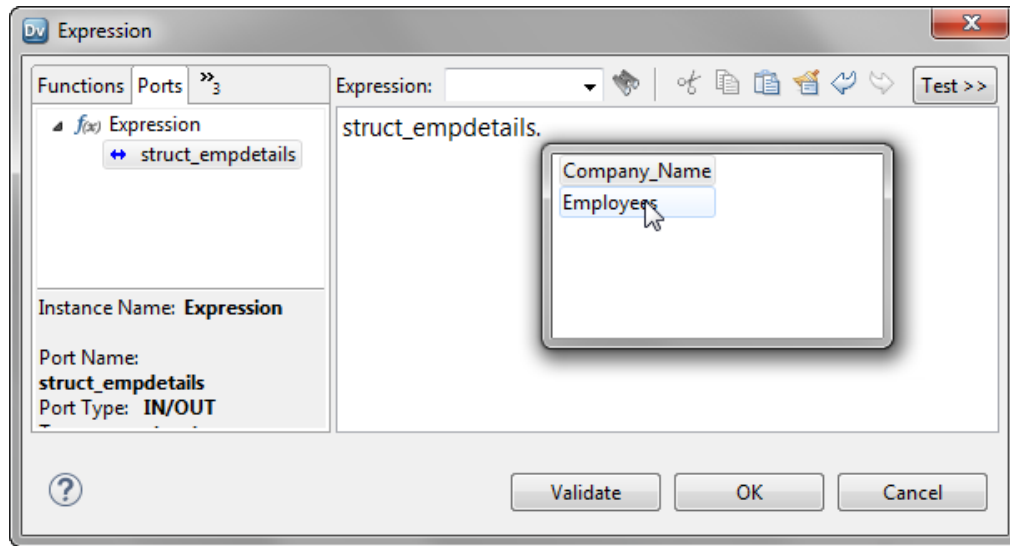 Dv Expression
X
Functions Ports »3
Expression:
Test >>
f(x) Expression
struct_empdetails
struct_empdetails.
Company_Name
Employees
Instance Name: Expression
Port Name:
struct_empdetails
Port Type: IN/OUT
?
Validate OK Cancel